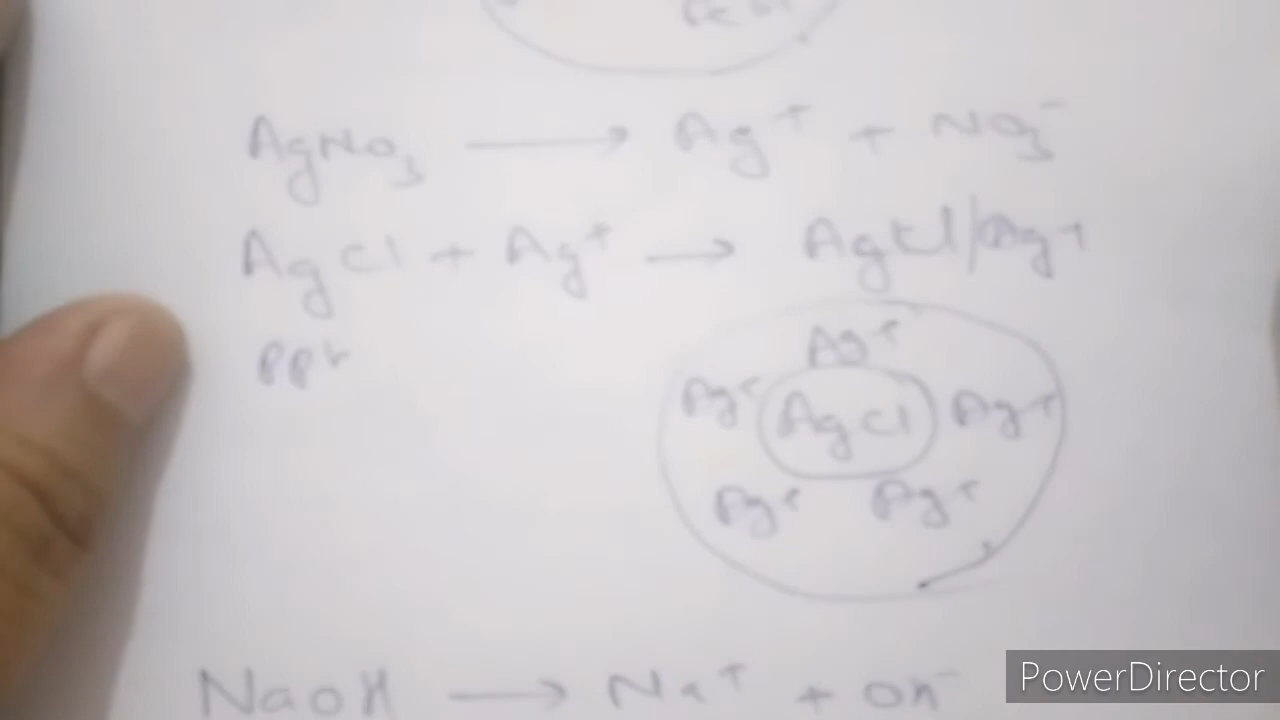 AgNO3 → Ag+ + NO3-
AgCl + Ag+ → AgCl/Ag+
ppt
Ag+
Ag+ AgCl Ag+
Ag+ Ag+
NaOH → Na+ + OH-
PowerDirector